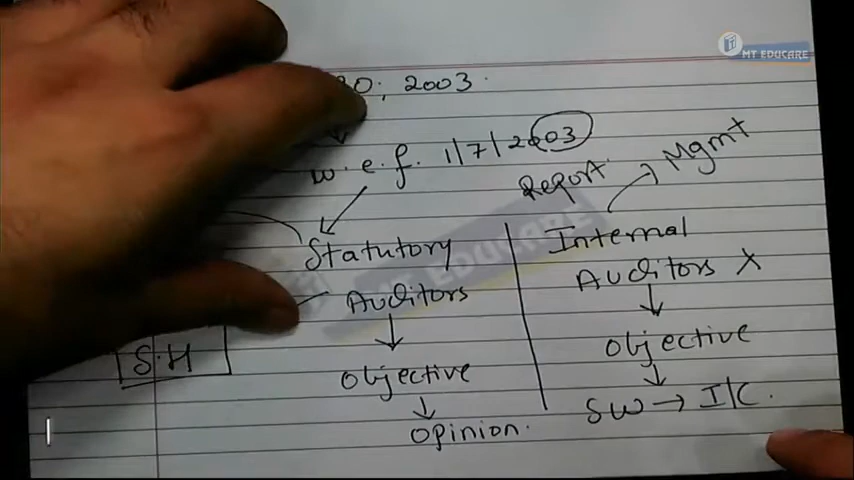 MT EDUCARE
20, 2003.
w.e.f. 1/7/2003
Report
Mgmt
Statutory
Auditors
Objective
Opinion.
Internal
Auditors X
Objective
SW → I/C.
S.H